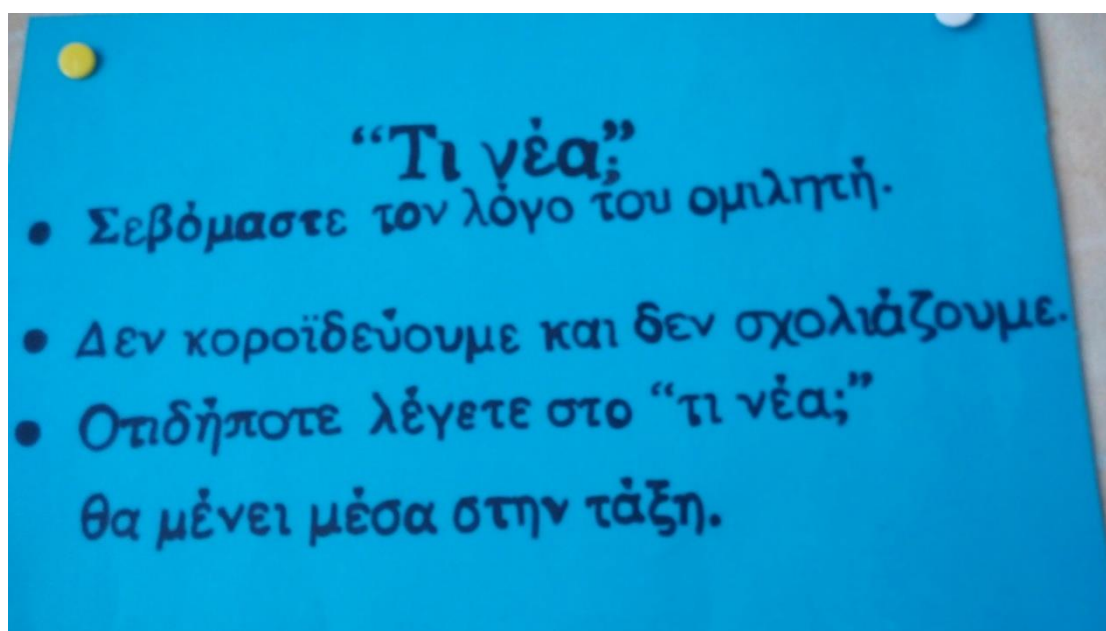 “Τι νέα;”
• Σεβόμαστε τον λόγο του ομιλητή.
• Δεν κοροϊδεύουμε και δεν σχολιάζουμε.
• Οτιδήποτε λέγετε στο “τι νέα;”
θα μένει μέσα στην τάξη.